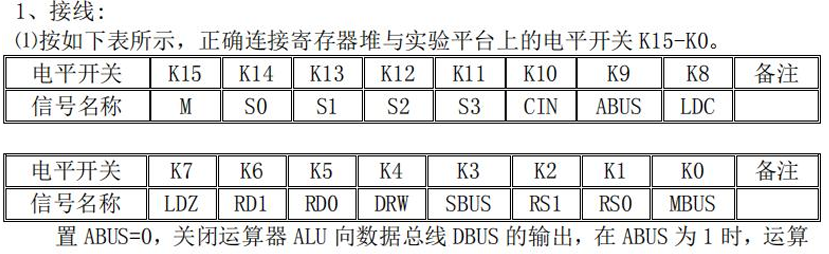 1、接线:
⑴按如下表所示，正确连接寄存器堆与实验平台上的电平开关 K15-K0。
电平开关 K15 K14 K13 K12 K11 K10 K9 K8 备注
信号名称 M S0 S1 S2 S3 CIN ABUS LDC
电平开关 K7 K6 K5 K4 K3 K2 K1 K0 备注
信号名称 LDZ RD1 RD0 DRW SBUS RS1 RS0 MBUS
置 ABUS=0，关闭运算器 ALU 向数据总线 DBUS 的输出，在 ABUS 为 1 时，运算